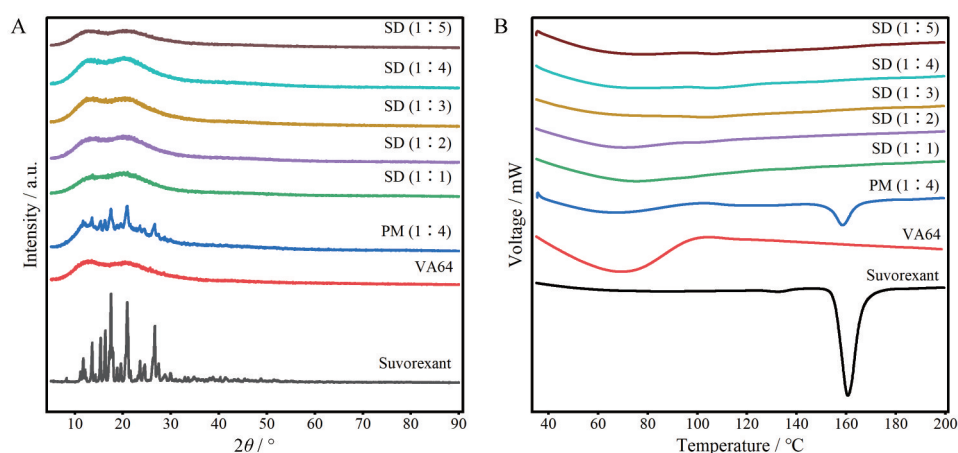 A
SD (1∶5)
SD (1∶4)
SD (1∶3)
SD (1∶2)
SD (1∶1)
PM (1∶4)
VA64
Suvorexant
Intensity / a.u.
10 20 30 40 50 60 70 80 90
2θ / °
B
SD (1∶5)
SD (1∶4)
SD (1∶3)
SD (1∶2)
SD (1∶1)
PM (1∶4)
VA64
Suvorexant
Voltage / mW
40 60 80 100 120 140 160 180 200
Temperature / ℃